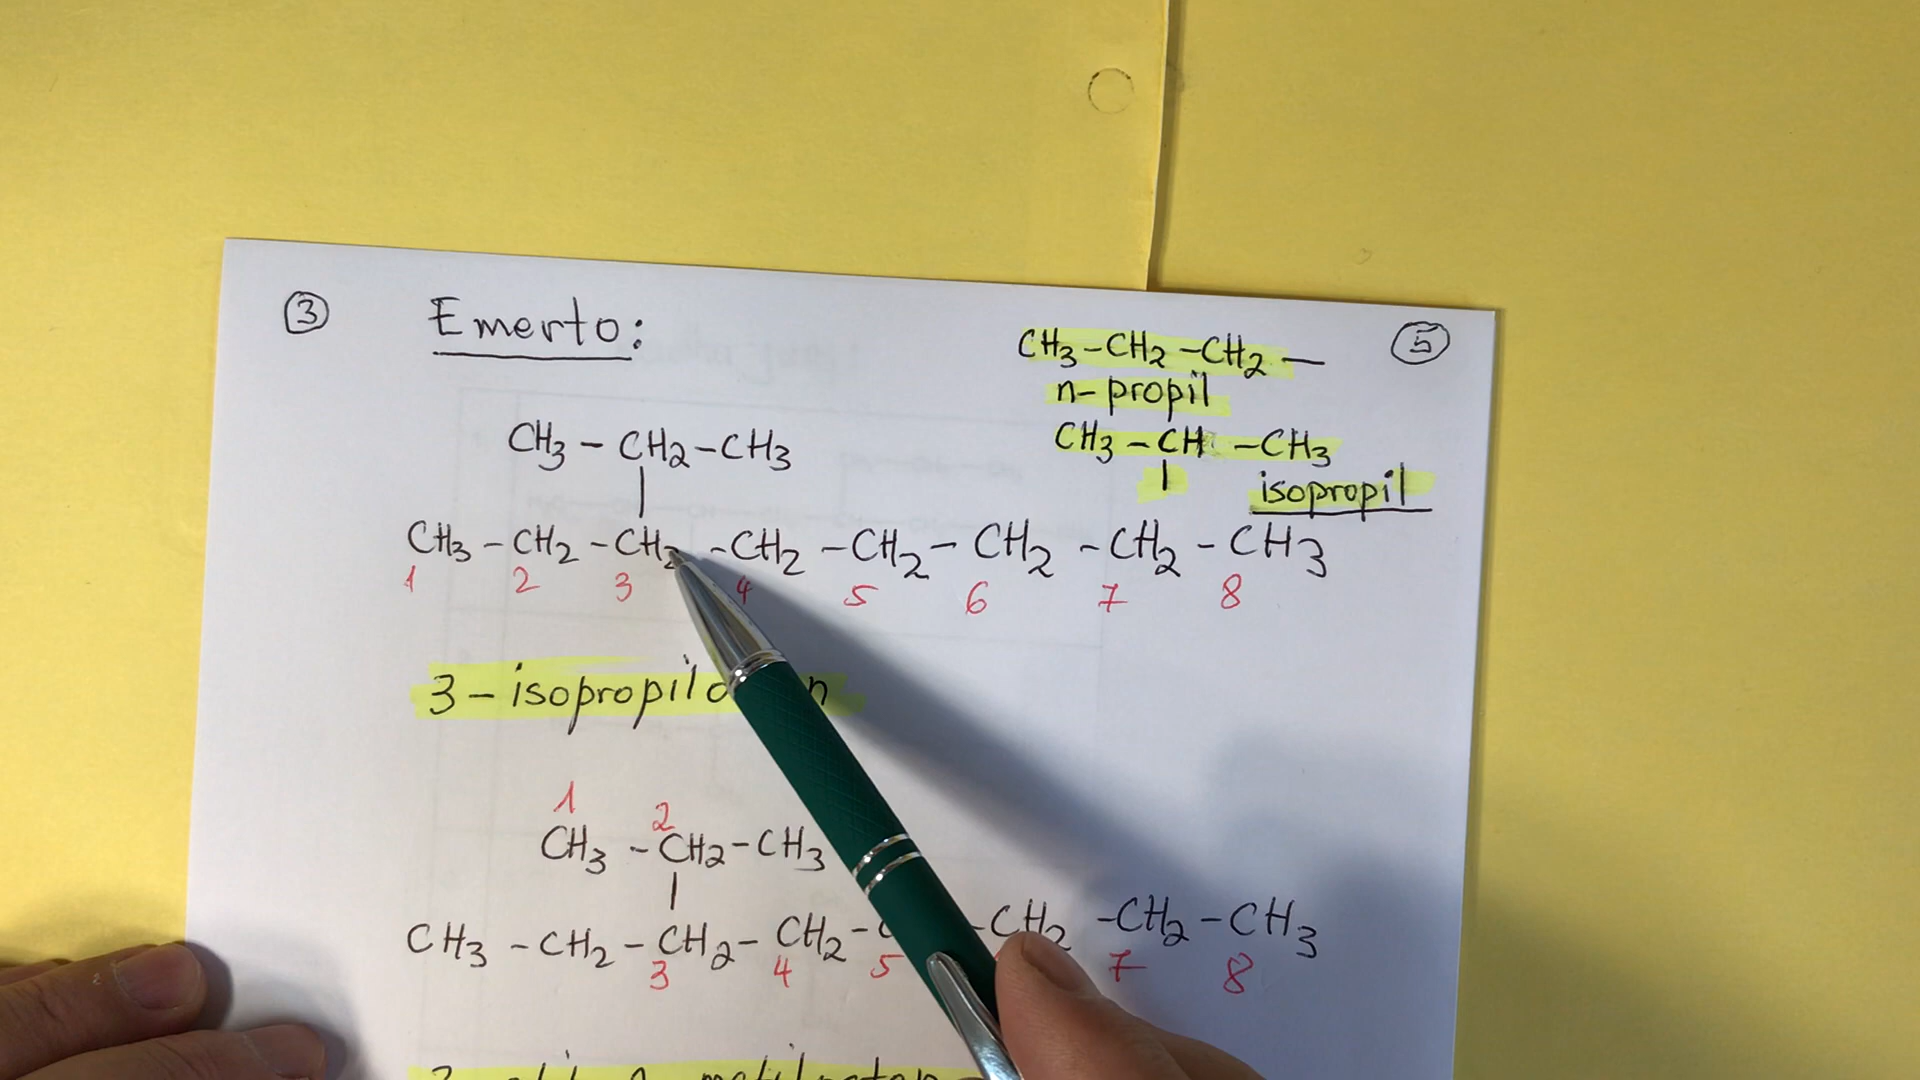 ③ Emerto: ⑤
CH3-CH2-CH2-
n-propil
CH3-CH-CH3
isopropil
CH3-CH2-CH3
CH3-CH2-CH2-CH2-CH2-CH2-CH2-CH3
1 2 3 4 5 6 7 8
1 2
CH3-CH2-CH3
CH3-CH2-CH2-CH2- CH2-CH2-CH3
3 4 5 7 8